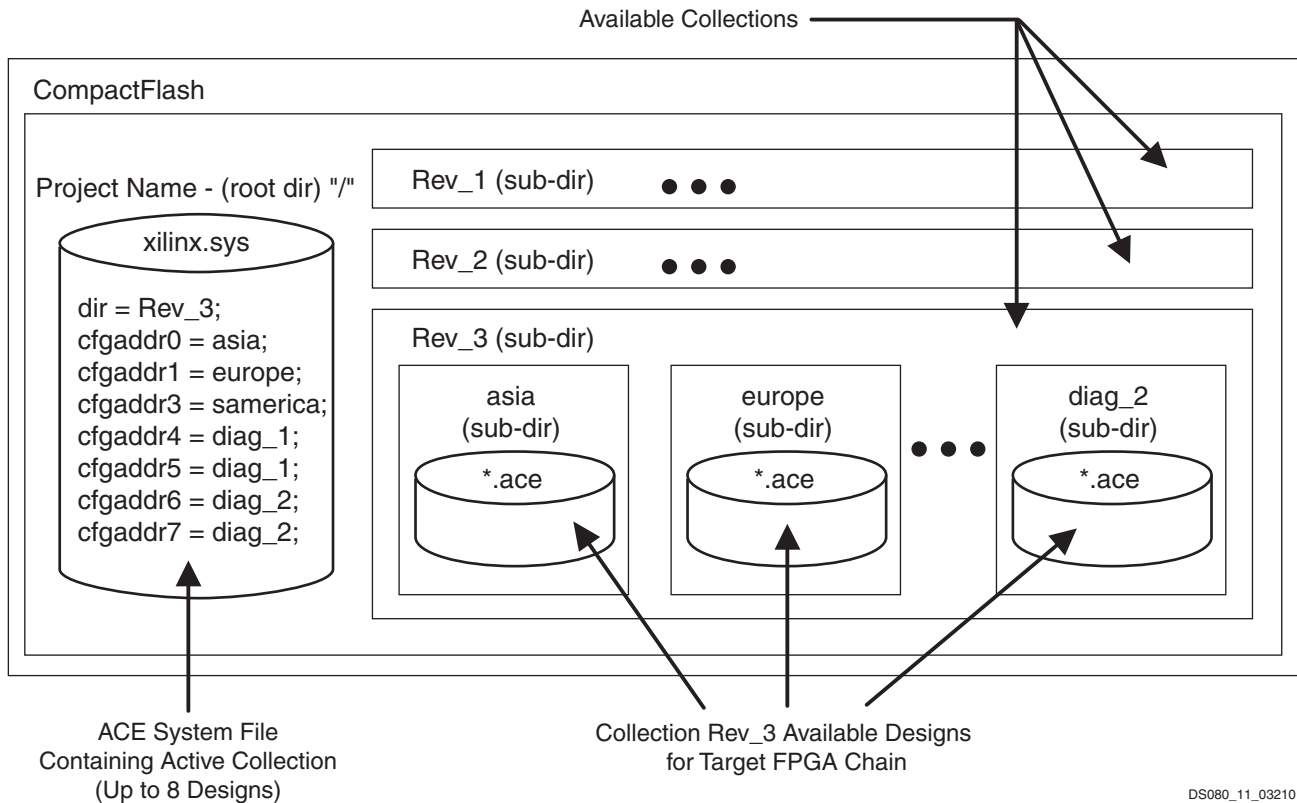 Available Collections
CompactFlash
Project Name - (root dir) "/"
xilinx.sys
dir = Rev_3;
cfgaddr0 = asia;
cfgaddr1 = europe;
cfgaddr3 = samerica;
cfgaddr4 = diag_1;
cfgaddr5 = diag_1;
cfgaddr6 = diag_2;
cfgaddr7 = diag_2;
Rev_1 (sub-dir)
Rev_2 (sub-dir)
Rev_3 (sub-dir)
asia
(sub-dir)
*.ace
europe
(sub-dir)
*.ace
diag_2
(sub-dir)
*.ace
ACE System File
Containing Active Collection
(Up to 8 Designs)
Collection Rev_3 Available Designs
for Target FPGA Chain
DS080_11_03210